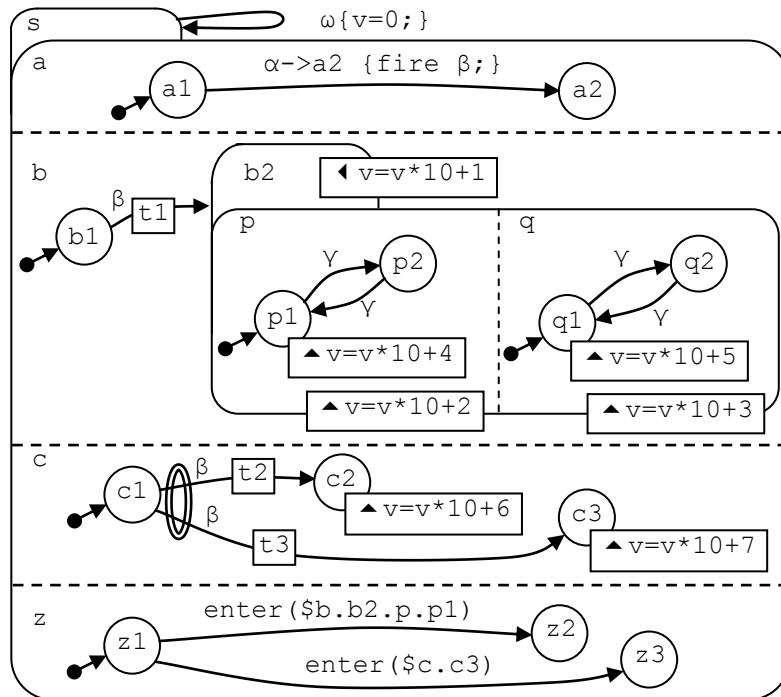 s
ω{v=0;}
a
a1
α->a2 {fire β;}
a2
b
b1
β
t1
b2
◀ v=v*10+1
p
p1
γ
γ
p2
▲ v=v*10+4
▲ v=v*10+2
q
q1
γ
γ
q2
▲ v=v*10+5
▲ v=v*10+3
c
c1
β
t2
c2
▲ v=v*10+6
β
t3
c3
▲ v=v*10+7
z
z1
enter($b.b2.p.p1)
z2
enter($c.c3)
z3